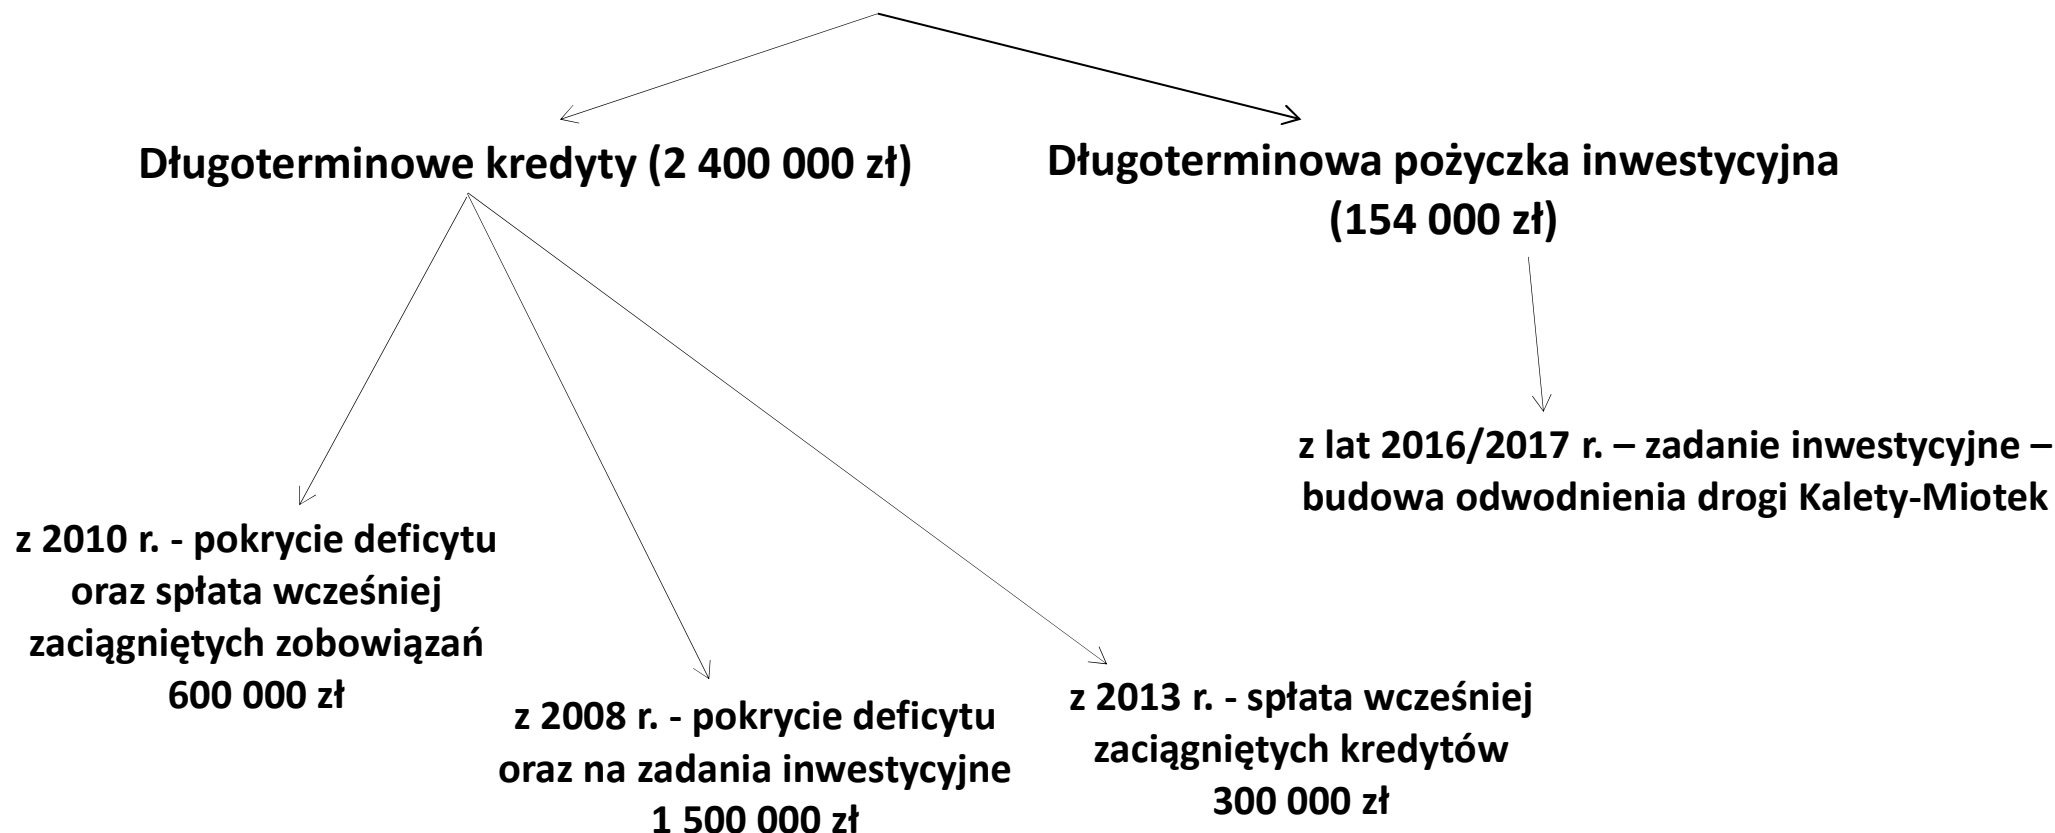 Długoterminowe kredyty (2 400 000 zł)
Długoterminowa pożyczka inwestycyjna
(154 000 zł)
z lat 2016/2017 r. – zadanie inwestycyjne –
budowa odwodnienia drogi Kalety-Miotek
z 2010 r. - pokrycie deficytu
oraz spłata wcześniej
zaciągniętych zobowiązań
600 000 zł
z 2008 r. - pokrycie deficytu
oraz na zadania inwestycyjne
1 500 000 zł
z 2013 r. - spłata wcześniej
zaciągniętych kredytów
300 000 zł